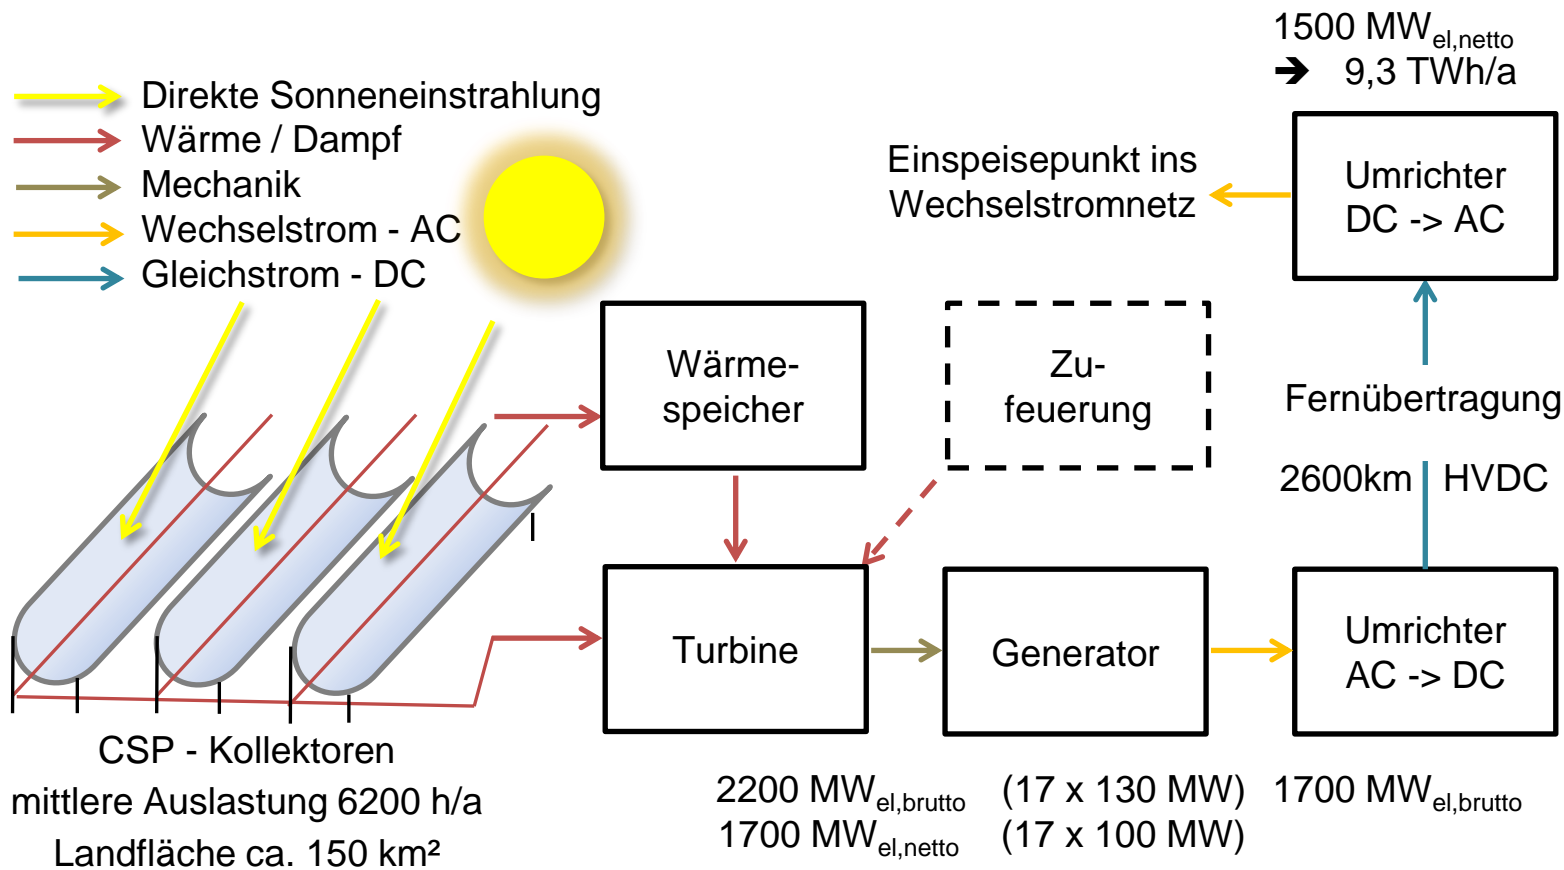 1500 MWel,netto
➔ 9,3 TWh/a
Direkte Sonneneinstrahlung
Wärme / Dampf
Mechanik
Wechselstrom - AC
Gleichstrom - DC
Einspeisepunkt ins
Wechselstromnetz
Umrichter
DC -> AC
Wärme-
speicher
Zu-
feuerung
Fernübertragung
2600km HVDC
Turbine
Generator
Umrichter
AC -> DC
CSP - Kollektoren
mittlere Auslastung 6200 h/a
Landfläche ca. 150 km²
2200 MWel,brutto (17 x 130 MW) 1700 MWel,brutto
1700 MWel,netto (17 x 100 MW)